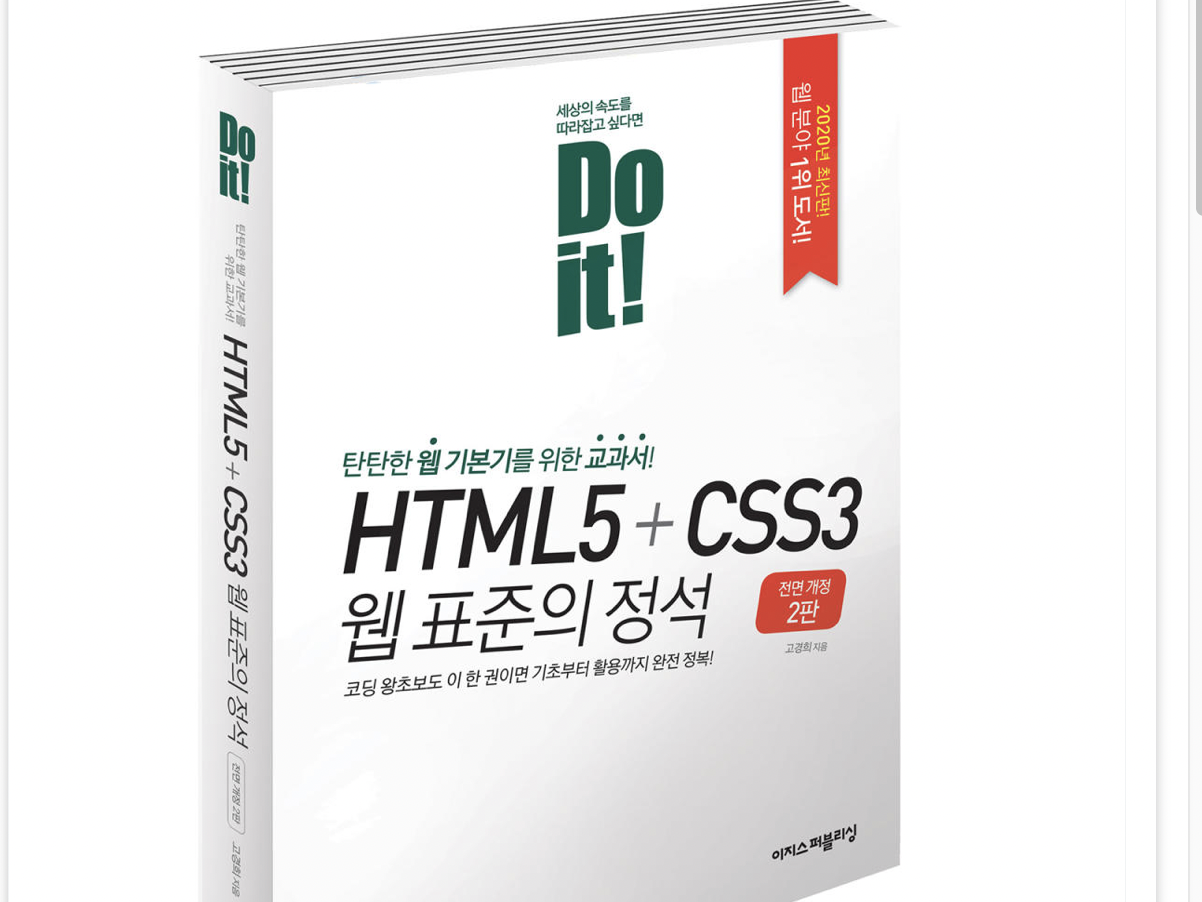 세상의 속도를
따라잡고 싶다면
Do
it!
2020년 최신판!
웹 분야 1위 도서!
탄탄한 웹 기본기를 위한 교과서!
HTML5 + CSS3
웹 표준의 정석
전면 개정
2판
고경희 지음
코딩 왕초보도 이 한 권이면 기초부터 활용까지 완전 정복!
이지스퍼블리싱
Do
it!
탄탄한 웹 기본기를
위한 교과서!
HTML5 + CSS3 웹 표준의 정석
전면 개정 2판
고경희 지음